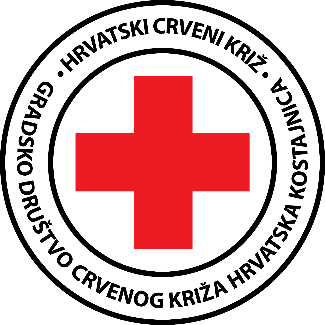 • HRVATSKI CRVENI KRIŽ •
GRADSKO DRUŠTVO CRVENOG KRIŽA HRVATSKA KOSTAJNICA